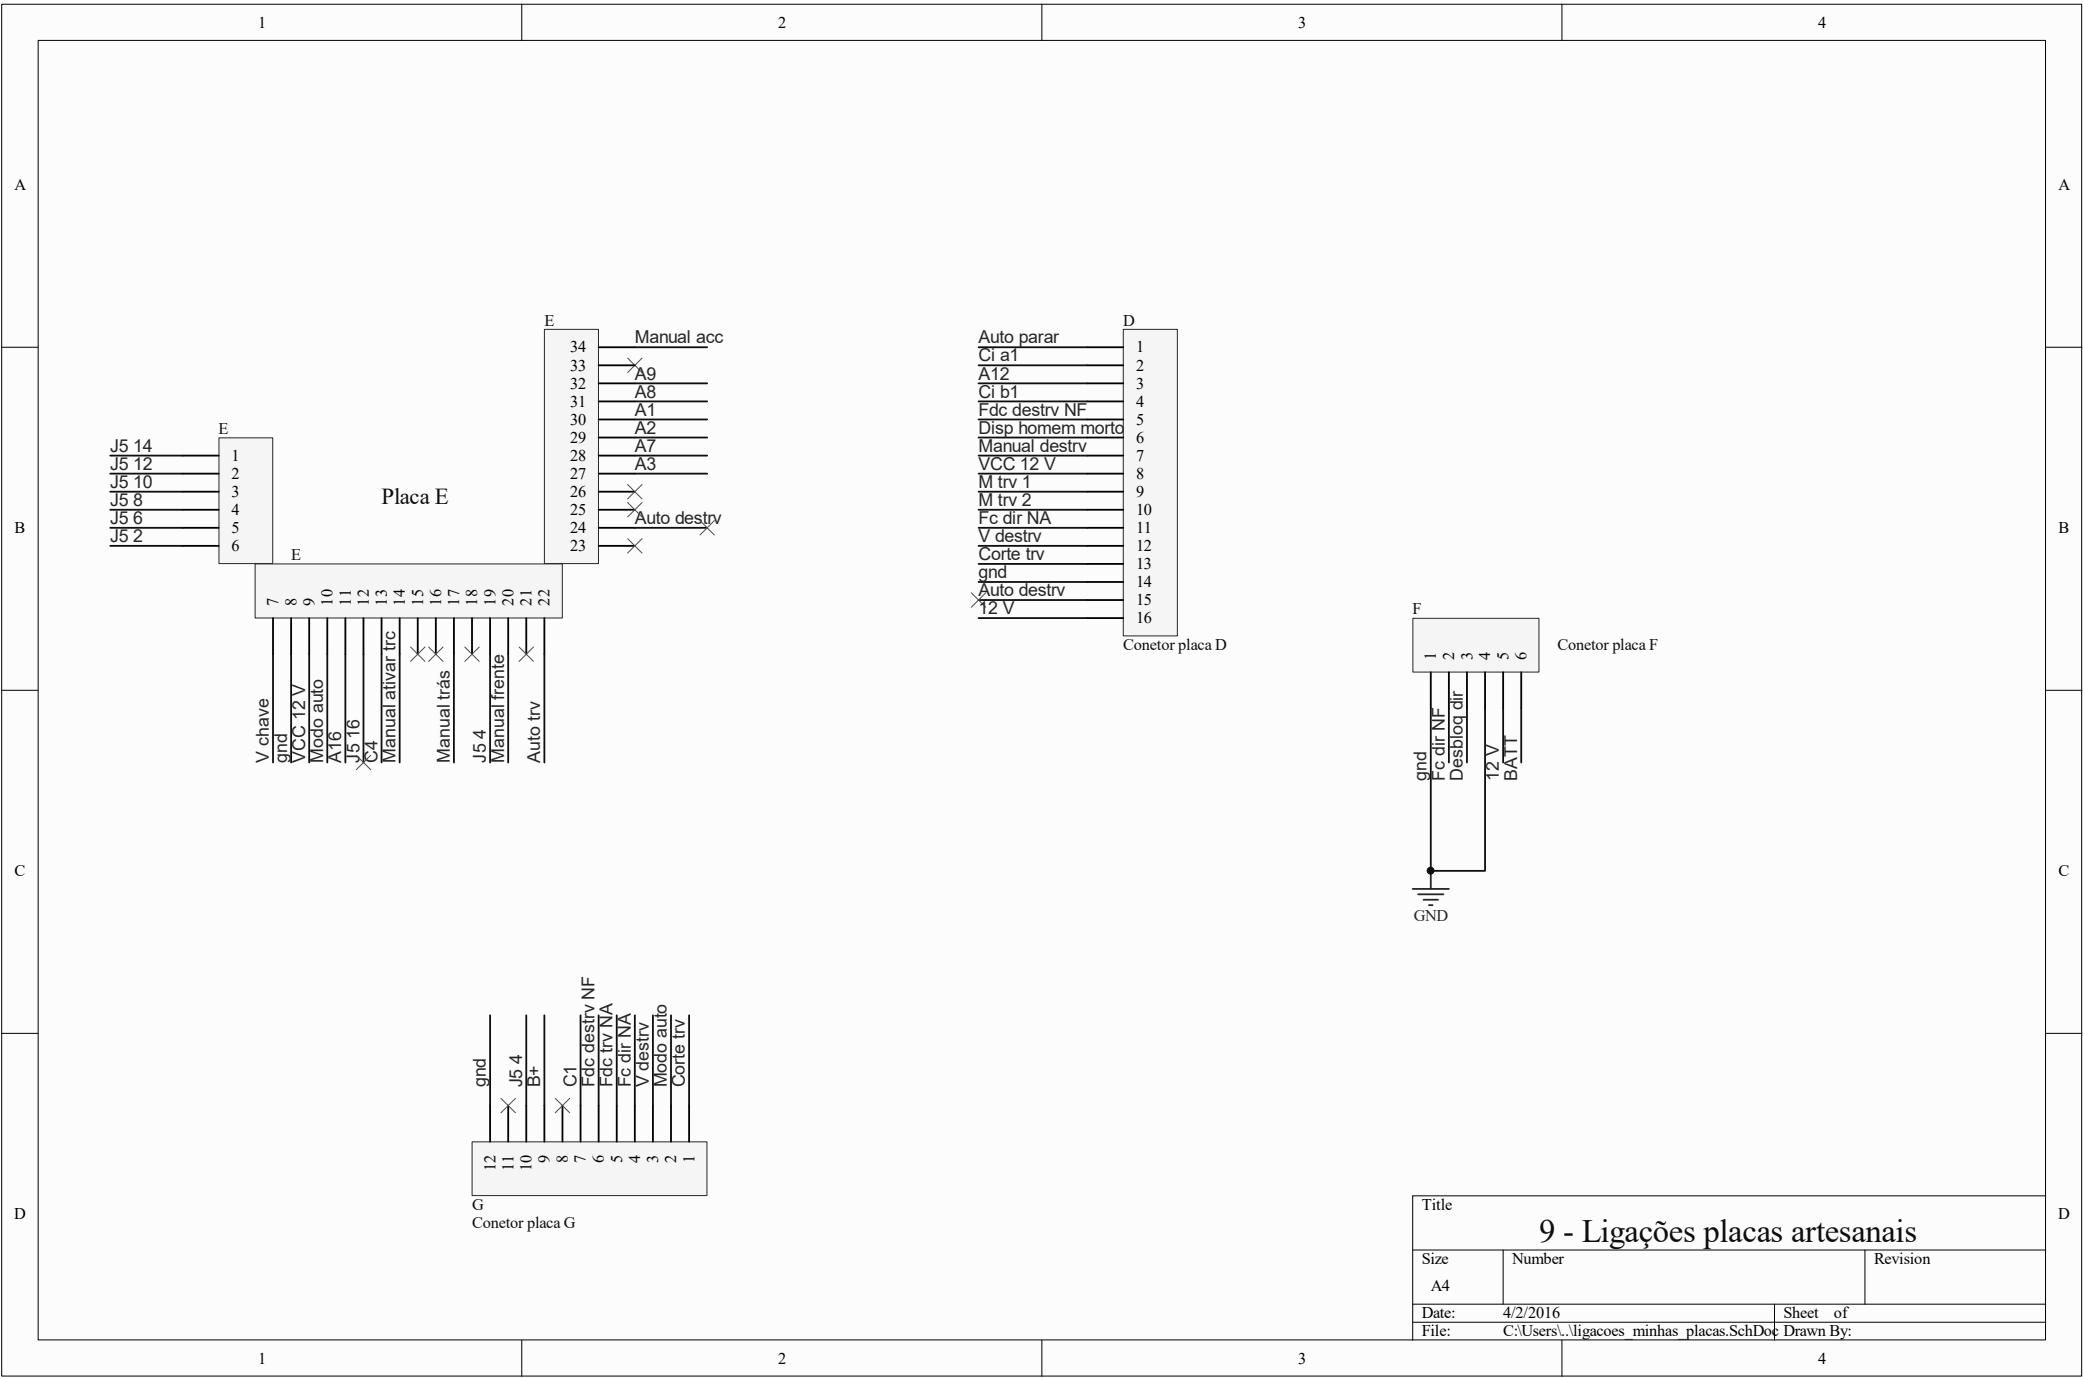 1 2 3 4
A A
B B
C C
D D
E
Manual acc
34
33
A9
32
A8
31
A1
30
A2
29
A7
28
A3
27
26
25
Auto destrv
24
23
E
J5 14
1
J5 12
2
J5 10
3
J5 8
4
J5 6
5
J5 2
6
Placa E
E
7 8 9 10 11 12 13 14 15 16 17 18 19 20 21 22
V chave
gnd
VCC 12 V
Modo auto
A16
J5 16
C4
Manual ativar trc
Manual trás
J5 4
Manual frente
Auto trv
D
Auto parar
1
Ci a1
2
A12
3
Ci b1
4
Fdc destrv NF
5
Disp homem morto
6
Manual destrv
7
VCC 12 V
8
M trv 1
9
M trv 2
10
Fc dir NA
11
V destrv
12
Corte trv
13
gnd
14
Auto destrv
15
12 V
16
Conetor placa D
F
1 2 3 4 5 6
Conetor placa F
gnd
Fc dir NF
Desbloq dir
12 V
BATT
GND
gnd
J5 4
B+
C1
Fdc destrv NF
Fdc trv NA
Fc dir NA
V destrv
Modo auto
Corte trv
12 11 10 9 8 7 6 5 4 3 2 1
G
Conetor placa G
Title
9 - Ligações placas artesanais
Size Number Revision
A4
Date: 4/2/2016 Sheet of
File: C:\Users\..\ligacoes_minhas_placas.SchDoc Drawn By:
1 2 3 4